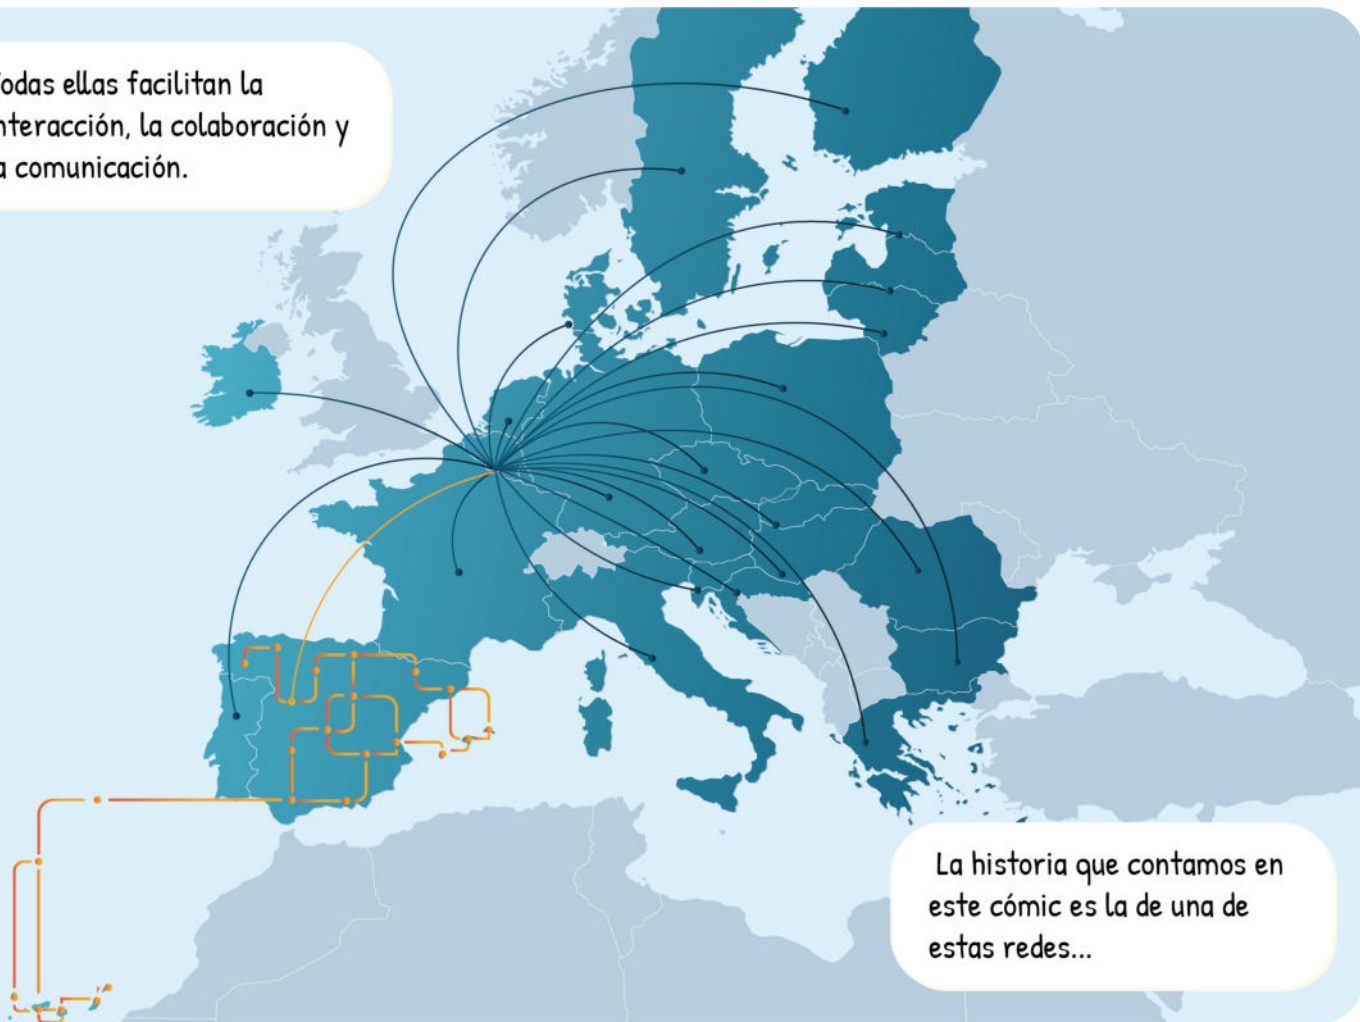 odas ellas facilitan la
nteracción, la colaboración y
a comunicación.
La historia que contamos en
este cómic es la de una de
estas redes...